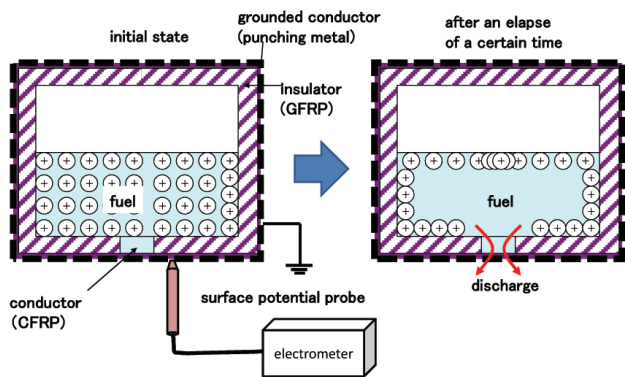 initial state
grounded conductor
(punching metal)
after an elapse
of a certain time
Insulator
(GFRP)
+ + + + + + + +
+ + + + + + + + +
fuel
+ + + + + + + +
+ + + + + + + + +
+ + + + + + + + +
fuel
+ + + + + + + + +
conductor
(CFRP)
surface potential probe
discharge
electrometer